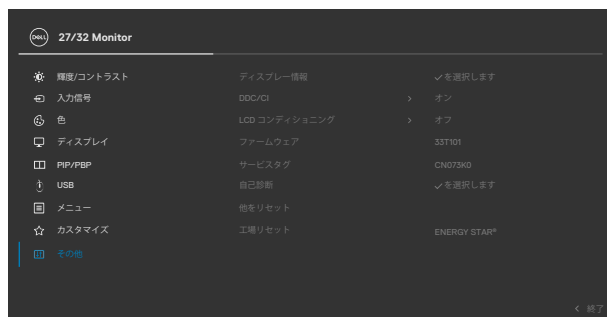 DELL 27/32 Monitor
輝度/コントラスト ディスプレー情報 ✓を選択します
入力信号 DDC/CI > オン
色 LCD コンディショニング > オフ
ディスプレイ ファームウェア 33T101
PIP/PBP サービスタグ CN073K0
USB 自己診断 ✓を選択します
メニュー 他をリセット
カスタマイズ 工場リセット ENERGY STAR®
その他
< 終了